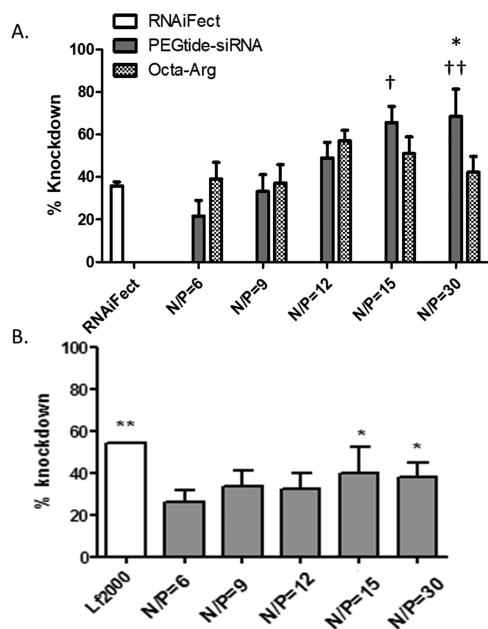 A.
RNAiFect
PEGtide-siRNA
Octa-Arg
% Knockdown
100
80
60
40
20
0
†
*
††
RNAiFect
N/P=6
N/P=9
N/P=12
N/P=15
N/P=30
B.
% knockdown
100
80
60
40
20
0
**
*
*
Lf2000
N/P=6
N/P=9
N/P=12
N/P=15
N/P=30